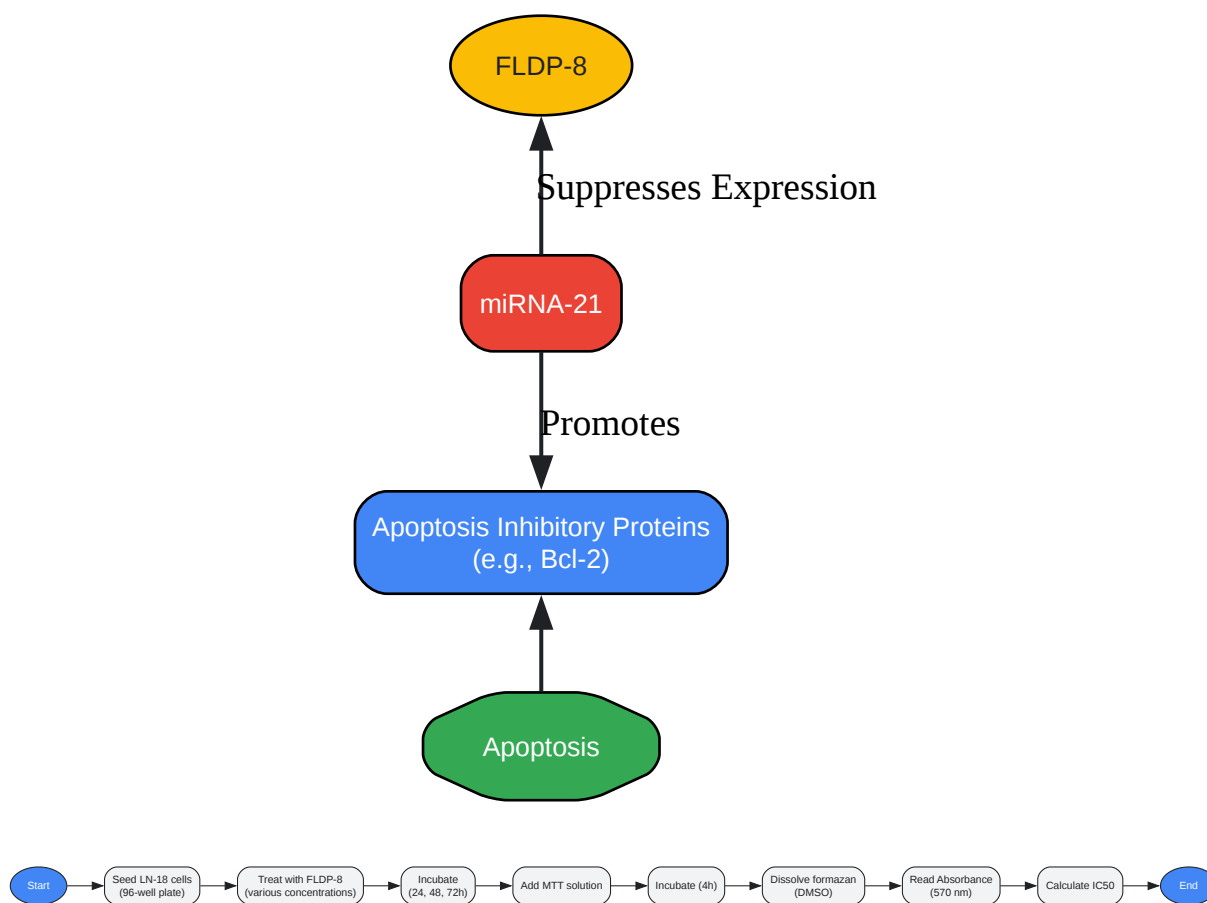 FLDP-8
Suppresses Expression
miRNA-21
Promotes
Apoptosis Inhibitory Proteins
(e.g., Bcl-2)
Apoptosis
Start
Seed LN-18 cells
(96-well plate)
Treat with FLDP-8
(various concentrations)
Incubate
(24, 48, 72h)
Add MTT solution
Incubate (4h)
Dissolve formazan
(DMSO)
Read Absorbance
(570 nm)
Calculate IC50
End